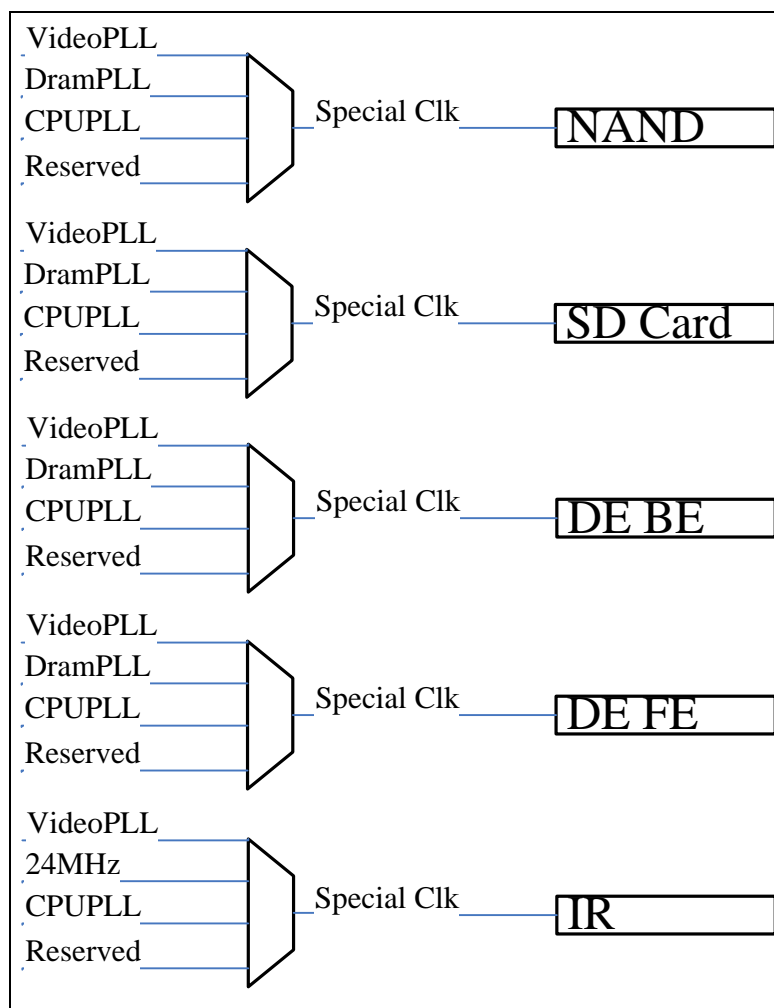 VideoPLL
DramPLL
CPUPLL
Reserved
Special Clk
NAND
VideoPLL
DramPLL
CPUPLL
Reserved
Special Clk
SD Card
VideoPLL
DramPLL
CPUPLL
Reserved
Special Clk
DE BE
VideoPLL
DramPLL
CPUPLL
Reserved
Special Clk
DE FE
VideoPLL
24MHz
CPUPLL
Reserved
Special Clk
IR